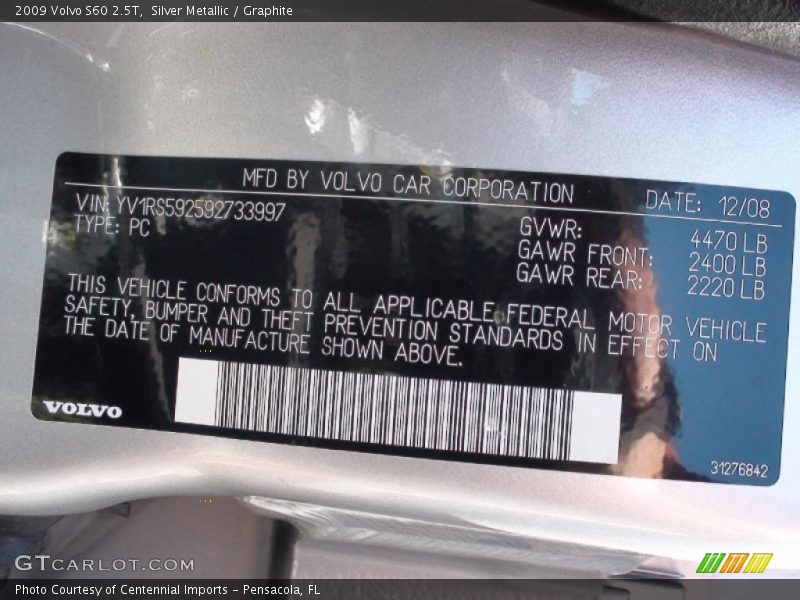 2009 Volvo S60 2.5T, Silver Metallic / Graphite
MFD BY VOLVO CAR CORPORATION DATE: 12/08
VIN: YV1RS592592733997
TYPE: PC
GVWR: 4470 LB
GAWR FRONT: 2400 LB
GAWR REAR: 2220 LB
THIS VEHICLE CONFORMS TO ALL APPLICABLE FEDERAL MOTOR VEHICLE
SAFETY, BUMPER AND THEFT PREVENTION STANDARDS IN EFFECT ON
THE DATE OF MANUFACTURE SHOWN ABOVE.
VOLVO
31276842
GTCARLOT.COM
Photo Courtesy of Centennial Imports - Pensacola, FL